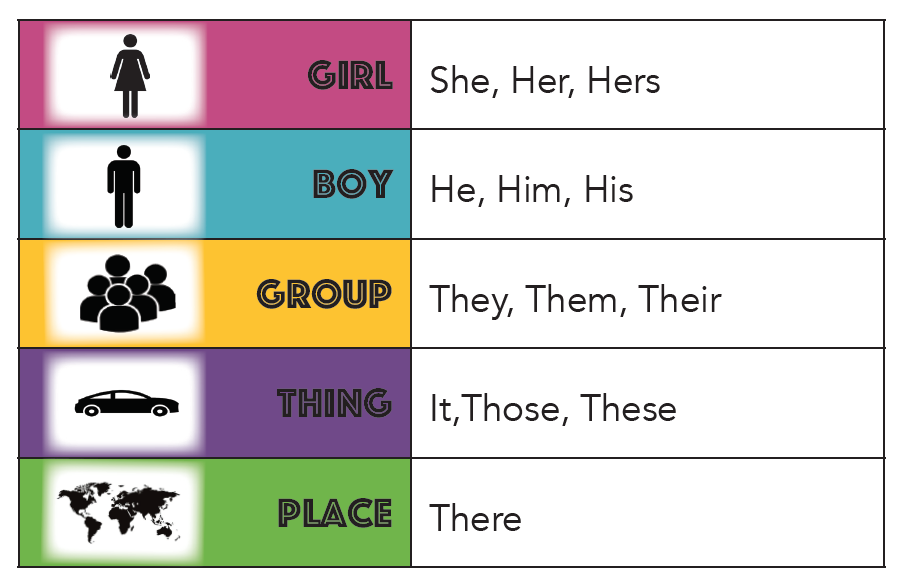 GIRL She, Her, Hers
BOY He, Him, His
GROUP They, Them, Their
THING It,Those, These
PLACE There